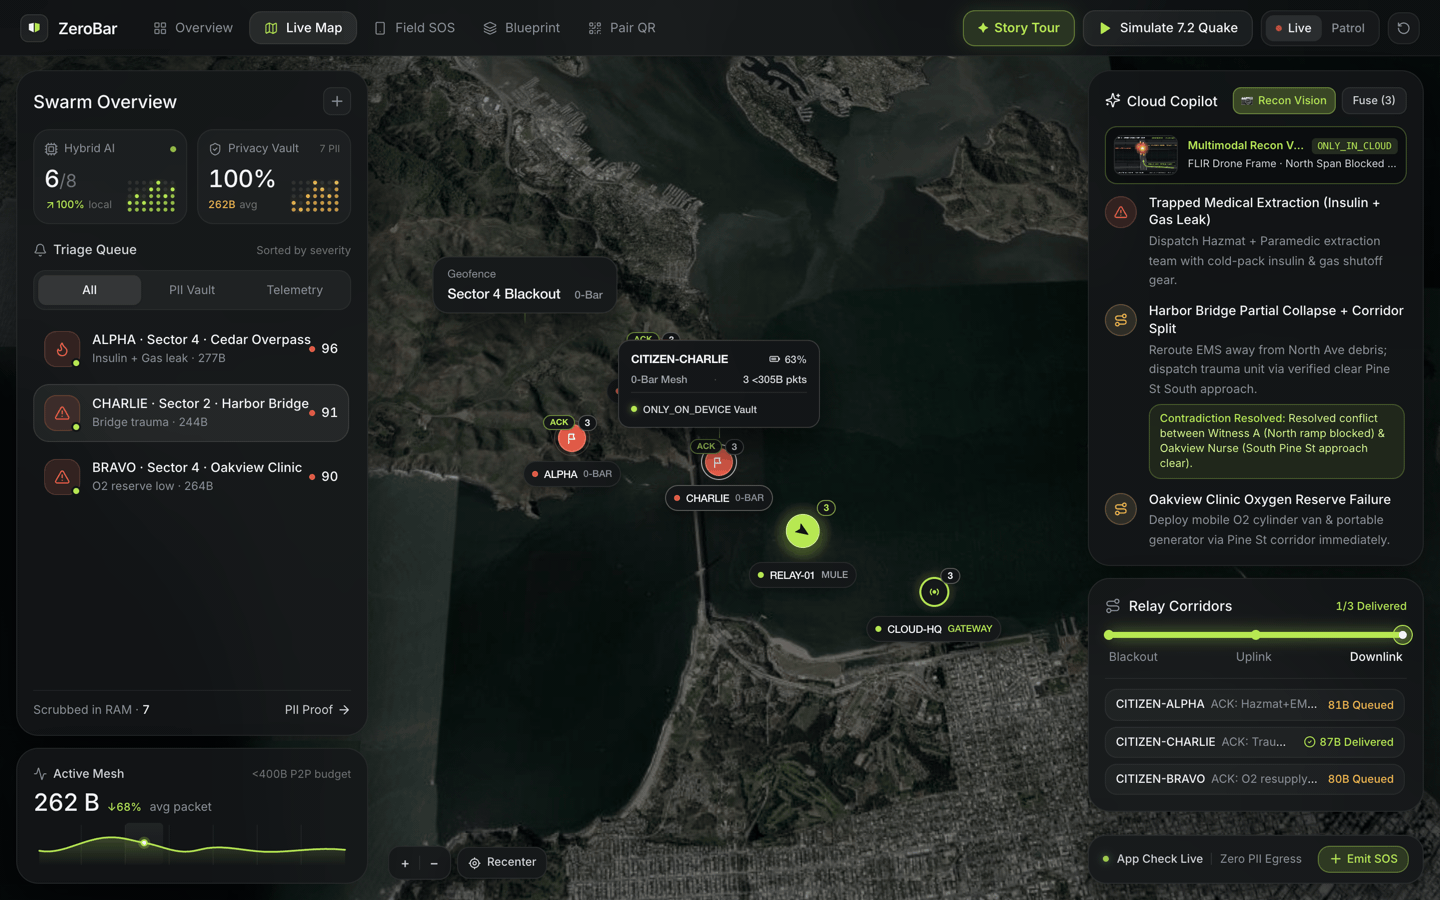 ZeroBar
Overview
Live Map
Field SOS
Blueprint
Pair QR
Story Tour
Simulate 7.2 Quake
Live
Patrol
Swarm Overview
Hybrid AI
6/8
100% local
Privacy Vault 7 PII
100%
262B avg
Triage Queue Sorted by severity
All
PII Vault
Telemetry
ALPHA · Sector 4 · Cedar Overpass 96
Insulin + Gas leak · 277B
CHARLIE · Sector 2 · Harbor Bridge 91
Bridge trauma · 244B
BRAVO · Sector 4 · Oakview Clinic 90
O2 reserve low · 264B
Scrubbed in RAM · 7 PII Proof →
Active Mesh <400B P2P budget
262 B ↓68% avg packet
Geofence
Sector 4 Blackout 0-Bar
ACK
CITIZEN-CHARLIE 63%
0-Bar Mesh · 3 <305B pkts
ONLY_ON_DEVICE Vault
ACK 3
ALPHA 0-BAR
ACK 3
CHARLIE 0-BAR
3
RELAY-01 MULE
3
CLOUD-HQ GATEWAY
+ −
Recenter
Cloud Copilot
Recon Vision
Fuse (3)
Multimodal Recon V... ONLY_IN_CLOUD
FLIR Drone Frame · North Span Blocked ...
Trapped Medical Extraction (Insulin +
Gas Leak)
Dispatch Hazmat + Paramedic extraction
team with cold-pack insulin & gas shutoff
gear.
Harbor Bridge Partial Collapse + Corridor
Split
Reroute EMS away from North Ave debris;
dispatch trauma unit via verified clear Pine
St South approach.
Contradiction Resolved: Resolved conflict
between Witness A (North ramp blocked) &
Oakview Nurse (South Pine St approach
clear).
Oakview Clinic Oxygen Reserve Failure
Deploy mobile O2 cylinder van & portable
generator via Pine St corridor immediately.
Relay Corridors 1/3 Delivered
Blackout Uplink Downlink
CITIZEN-ALPHA ACK: Hazmat+EM... 81B Queued
CITIZEN-CHARLIE ACK: Trau... 87B Delivered
CITIZEN-BRAVO ACK: O2 resupply... 80B Queued
App Check Live
Zero PII Egress
+ Emit SOS